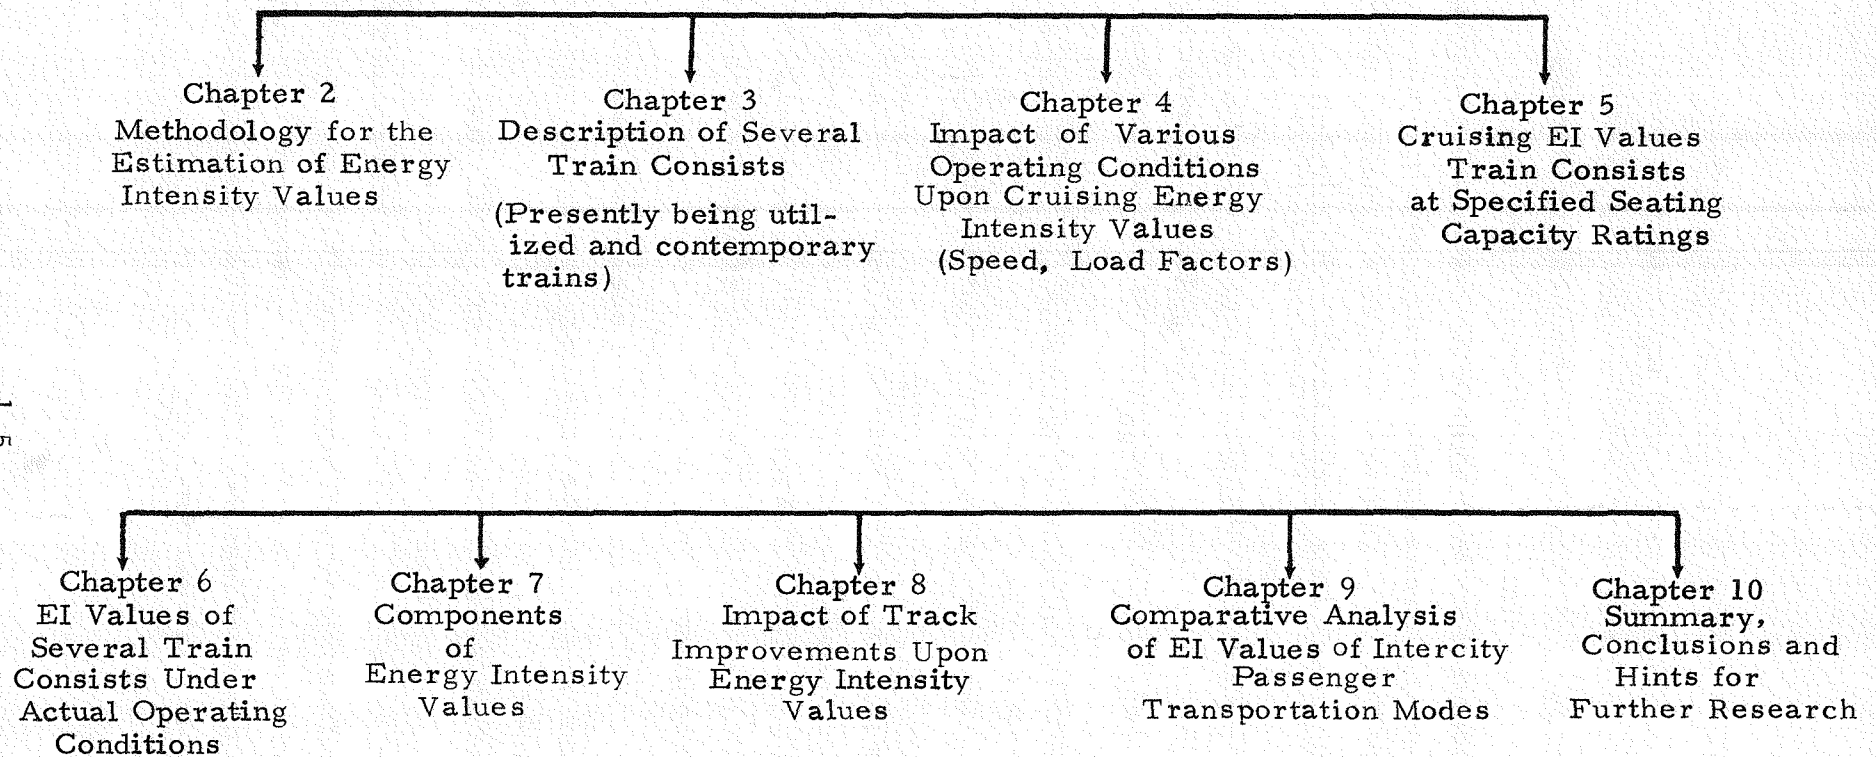 Chapter 2
Methodology for the
Estimation of Energy
Intensity Values
Chapter 3
Description of Several
Train Consists
(Presently being util-
ized and contemporary
trains)
Chapter 4
Impact of Various
Operating Conditions
Upon Cruising Energy
Intensity Values
(Speed, Load Factors)
Chapter 5
Cruising EI Values
Train Consists
at Specified Seating
Capacity Ratings
Chapter 6
EI Values of
Several Train
Consists Under
Actual Operating
Conditions
Chapter 7
Components
of
Energy Intensity
Values
Chapter 8
Impact of Track
Improvements Upon
Energy Intensity
Values
Chapter 9
Comparative Analysis
of EI Values of Intercity
Passenger
Transportation Modes
Chapter 10
Summary,
Conclusions and
Hints for
Further Research